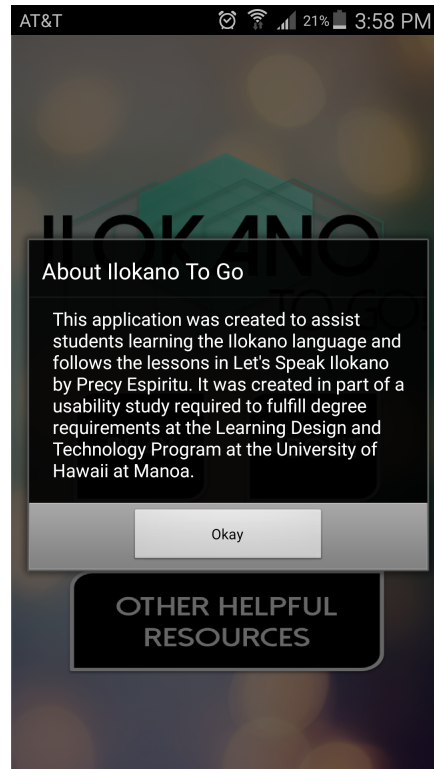 AT&T 21% 3:58 PM
ILOKANO
TO GO!
About Ilokano To Go
This application was created to assist
students learning the Ilokano language and
follows the lessons in Let's Speak Ilokano
by Precy Espiritu. It was created in part of a
usability study required to fulfill degree
requirements at the Learning Design and
Technology Program at the University of
Hawaii at Manoa.
Okay
OTHER HELPFUL
RESOURCES